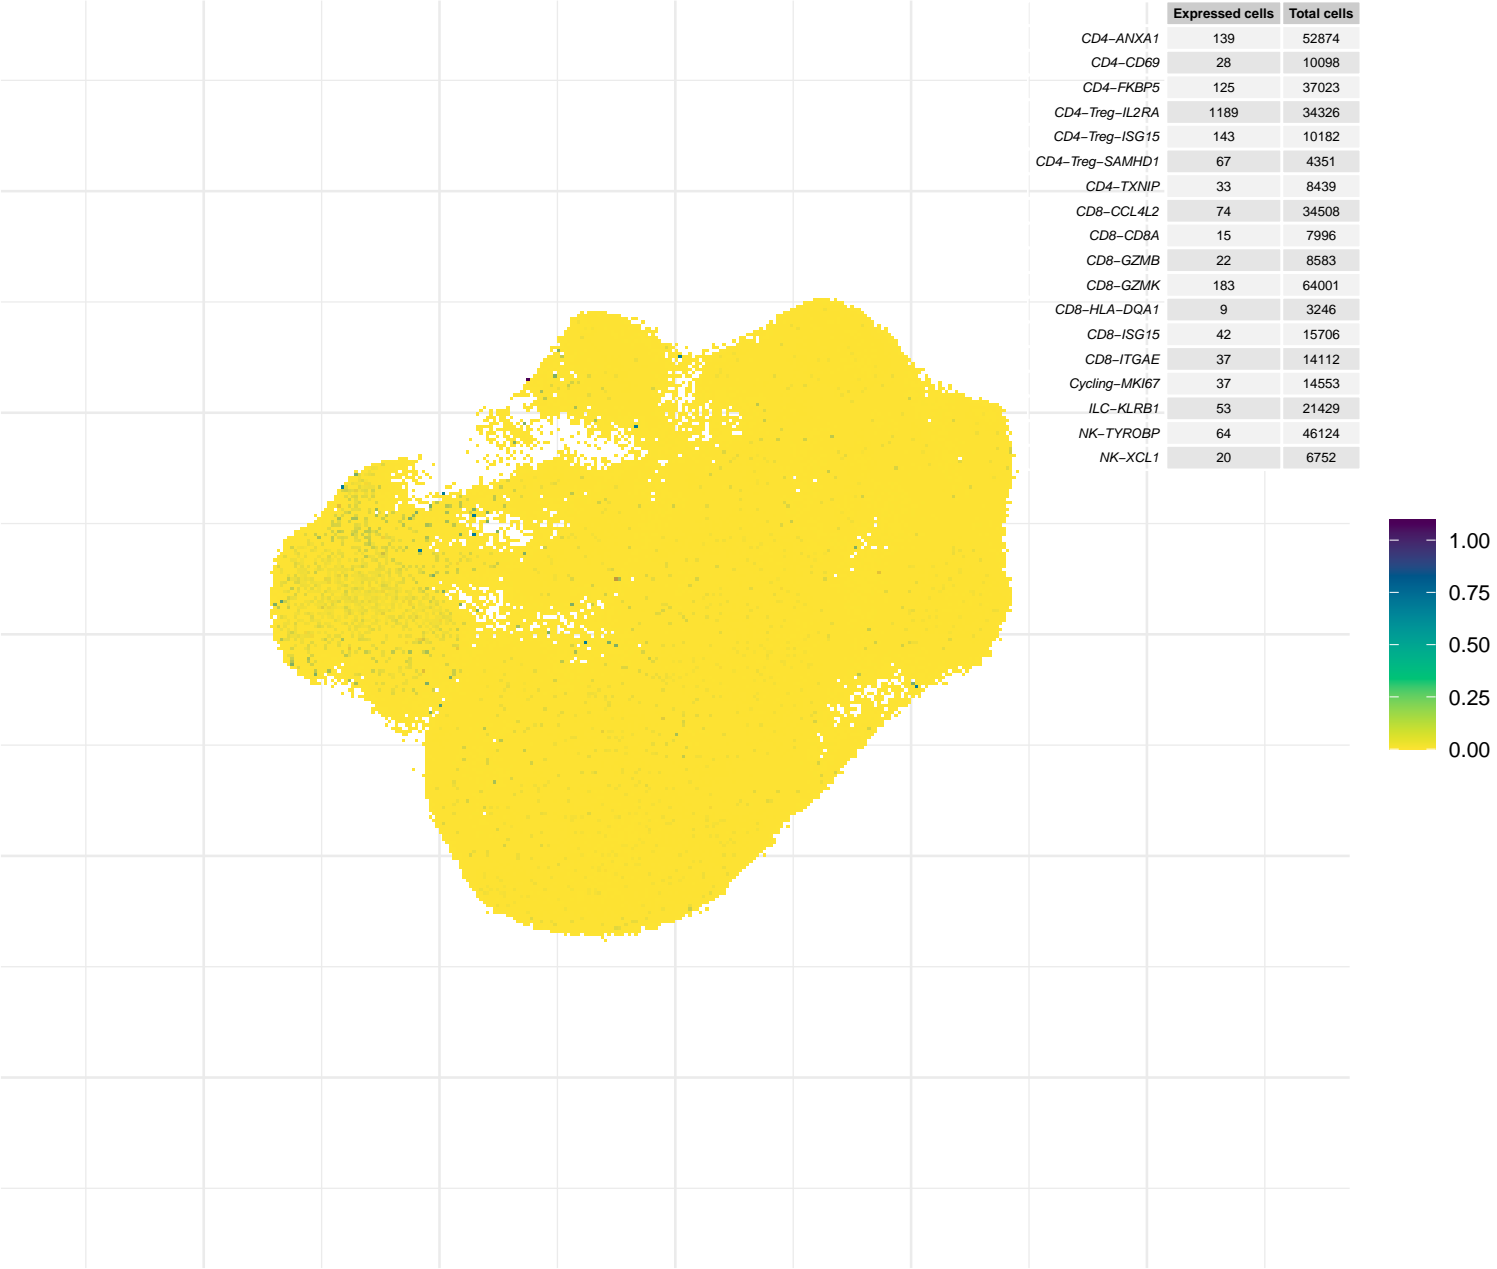 Expressed cells Total cells
CD4−ANXA1 139 52874
CD4−CD69 28 10098
CD4−FKBP5 125 37023
CD4−Treg−IL2RA 1189 34326
CD4−Treg−ISG15 143 10182
CD4−Treg−SAMHD1 67 4351
CD4−TXNIP 33 8439
CD8−CCL4L2 74 34508
CD8−CD8A 15 7996
CD8−GZMB 22 8583
CD8−GZMK 183 64001
CD8−HLA−DQA1 9 3246
CD8−ISG15 42 15706
CD8−ITGAE 37 14112
Cycling−MKI67 37 14553
ILC−KLRB1 53 21429
NK−TYROBP 64 46124
NK−XCL1 20 6752
1.00
0.75
0.50
0.25
0.00